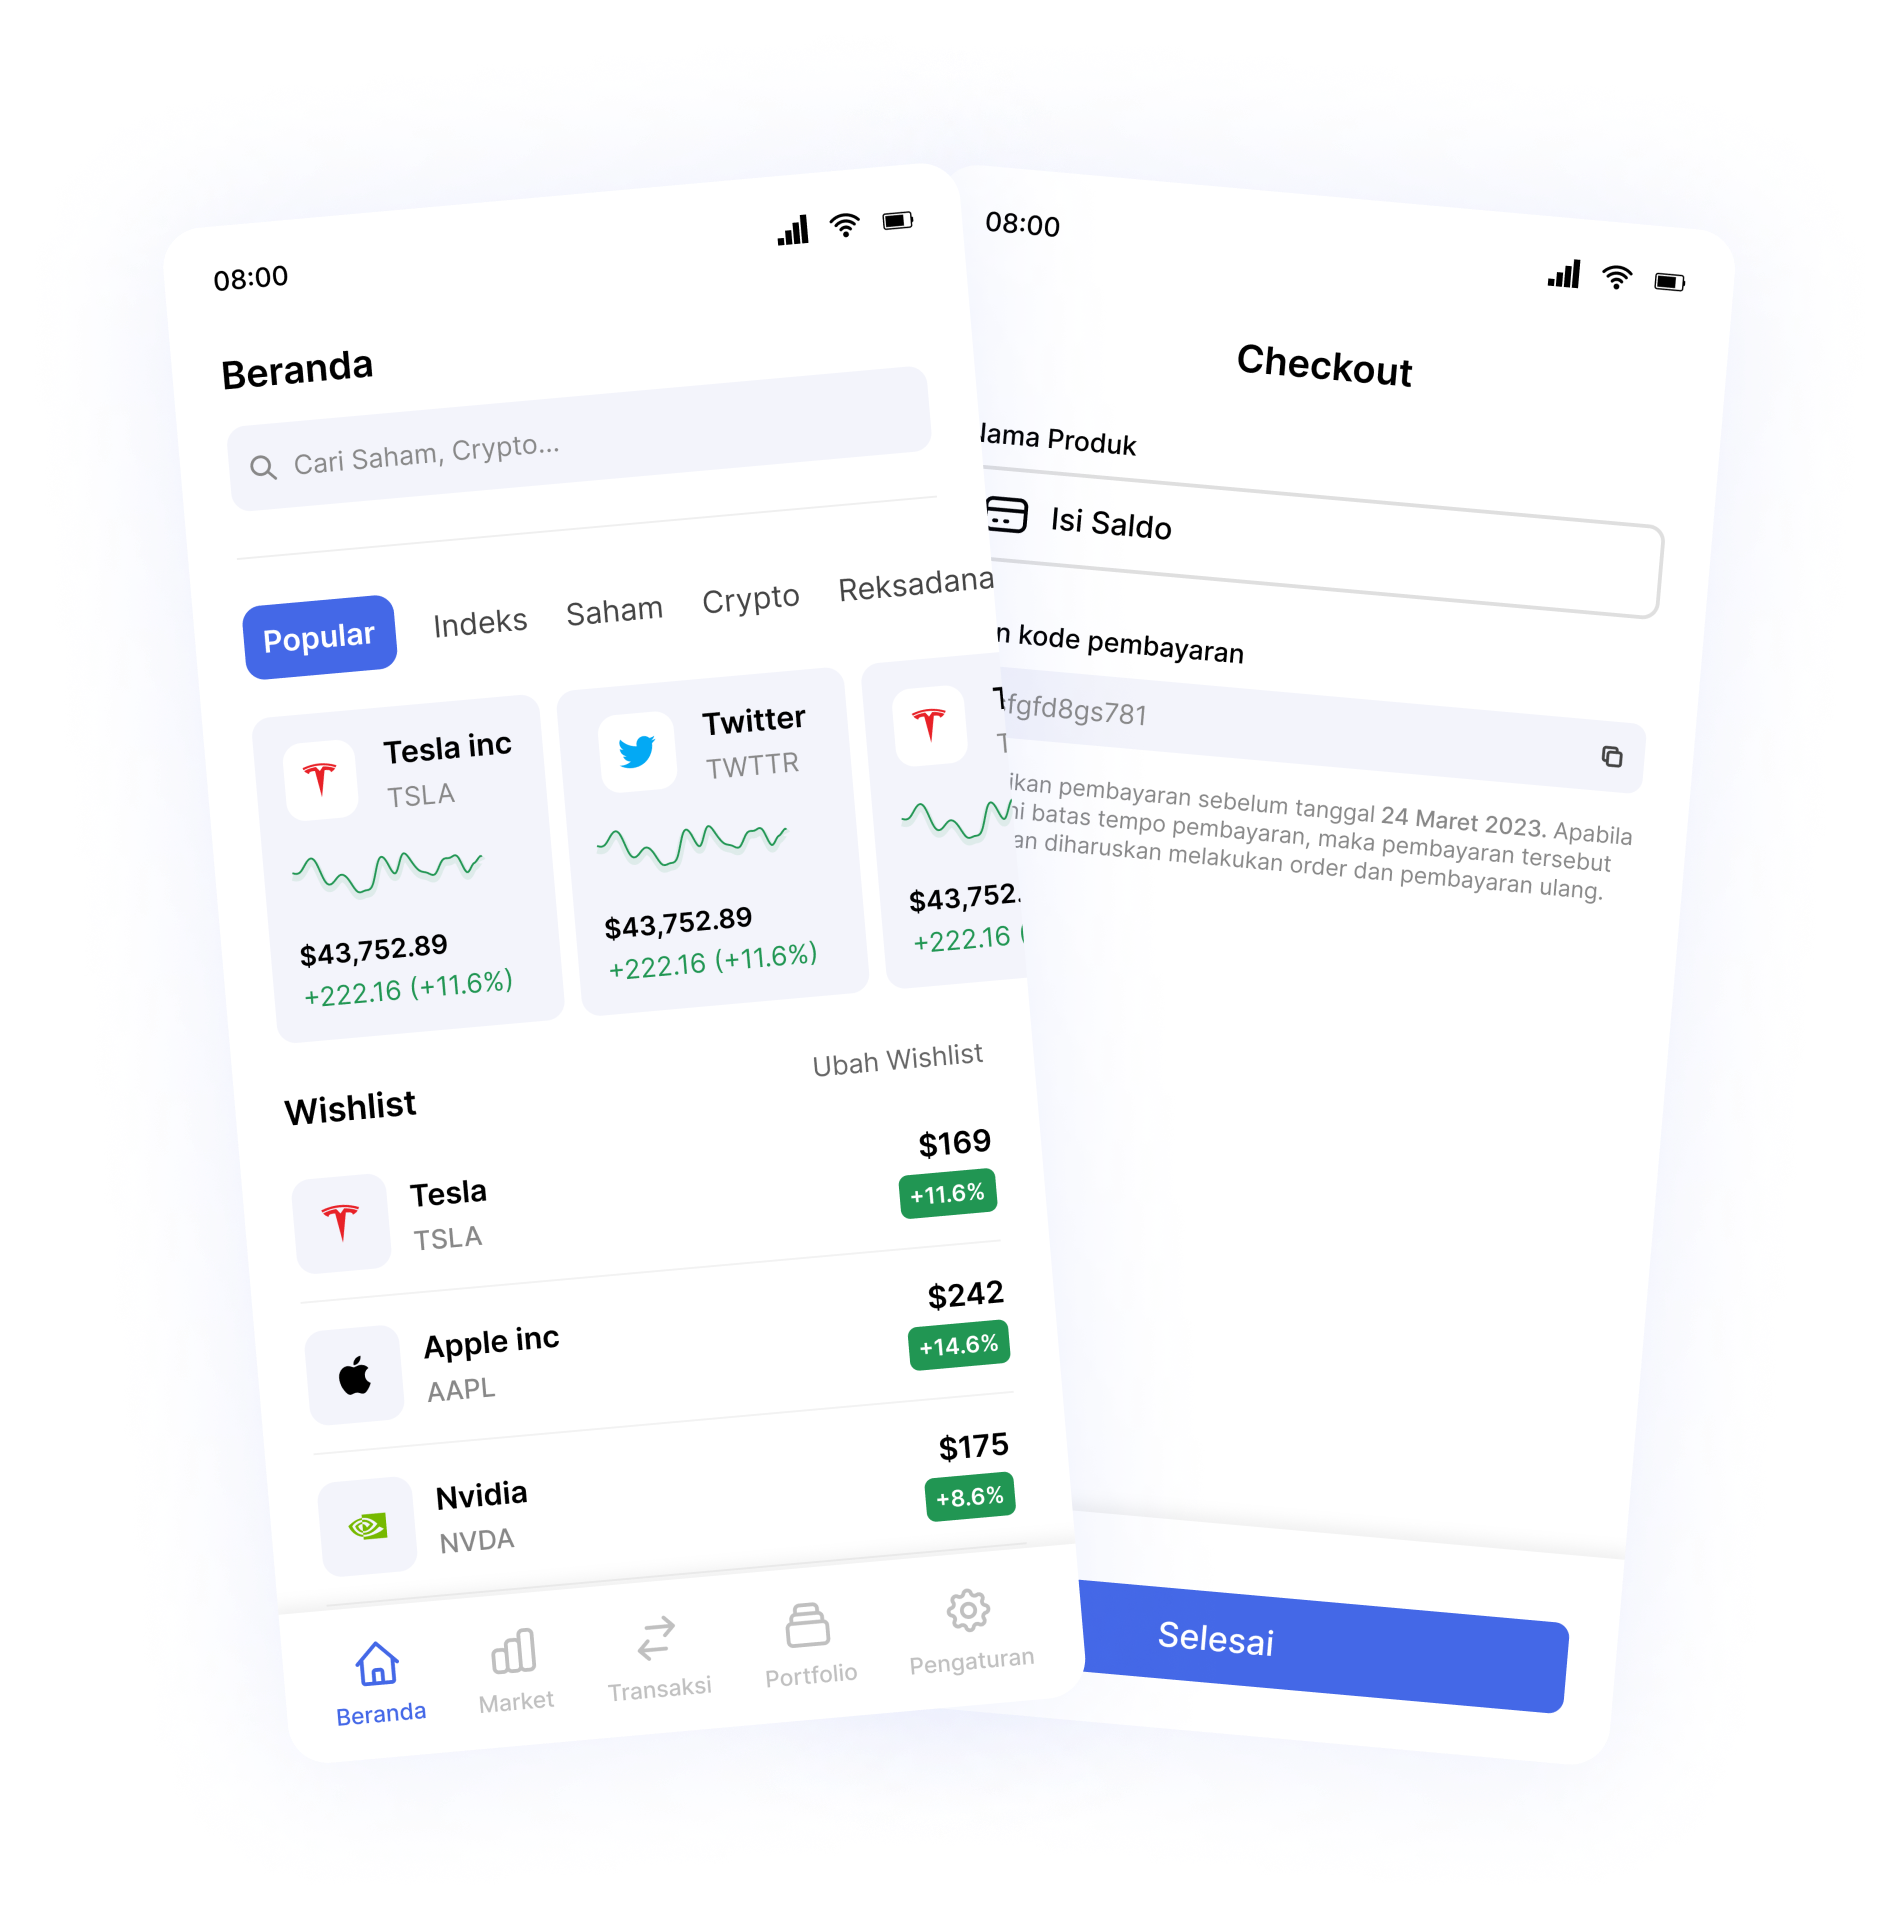 08:00
Beranda
Cari Saham, Crypto...
Popular Indeks Saham Crypto Reksadana
Tesla inc
TSLA
$43,752.89
+222.16 (+11.6%)
Twitter
TWTTR
$43,752.89
+222.16 (+11.6%)
$43,752.
+222.16 (
Wishlist
Ubah Wishlist
Tesla
TSLA
$169
+11.6%
Apple inc
AAPL
$242
+14.6%
Nvidia
NVDA
$175
+8.6%
Beranda Market Transaksi Portfolio Pengaturan
08:00
Checkout
Produk
Isi Saldo
kode pembayaran
fgfd8gs781
pembayaran sebelum tanggal 24 Maret 2023. Apabila
batas tempo pembayaran, maka pembayaran tersebut
diharuskan melakukan order dan pembayaran ulang.
Selesai